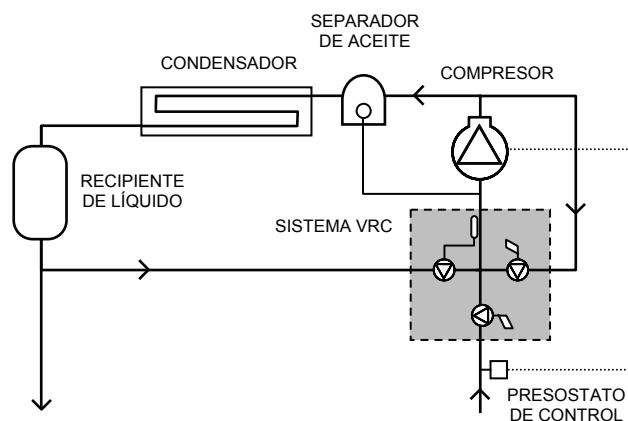 SEPARADOR
DE ACEITE
CONDENSADOR
COMPRESOR
RECIPIENTE
DE LÍQUIDO
SISTEMA VRC
PRESOSTATO
DE CONTROL